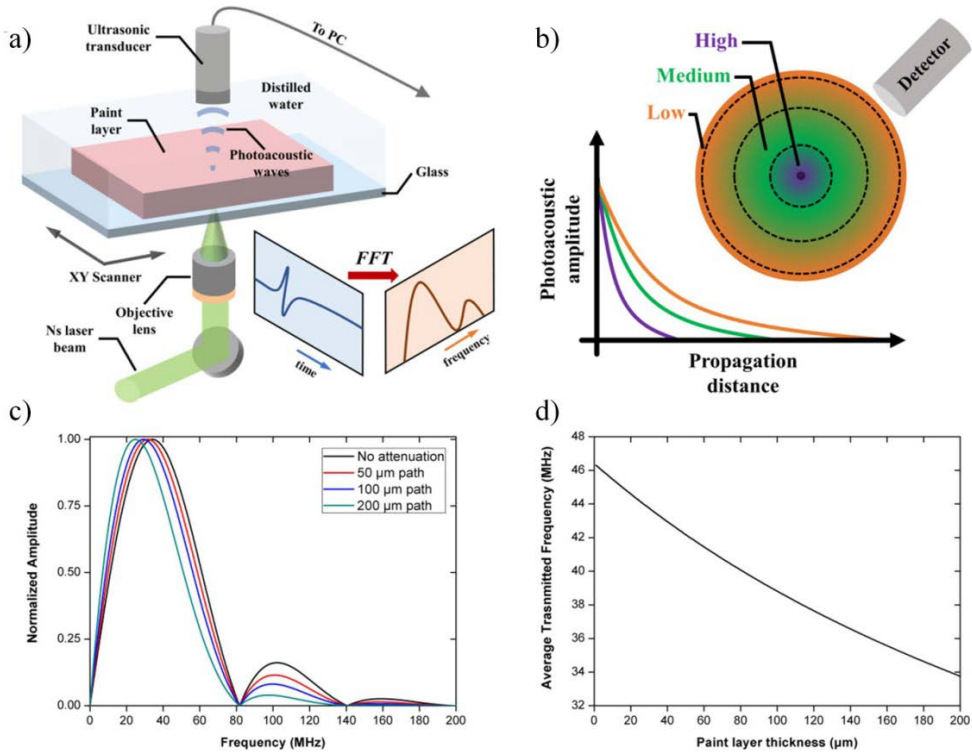 a)
Ultrasonic
transducer
To PC
Distilled
water
Paint
layer
Photoacoustic
waves
Glass
XY Scanner
Objective
lens
FFT
Ns laser
beam
time
frequency
b)
High
Medium
Low
Detector
Photoacoustic
amplitude
Propagation
distance
c)
1.00
0.75
0.50
0.25
0.00
Normalized Amplitude
No attenuation
50 µm path
100 µm path
200 µm path
0 20 40 60 80 100 120 140 160 180 200
Frequency (MHz)
d)
48
46
44
42
40
38
36
34
32
Average Trasnmitted Frequency (MHz)
0 20 40 60 80 100 120 140 160 180 200
Paint layer thickness (µm)